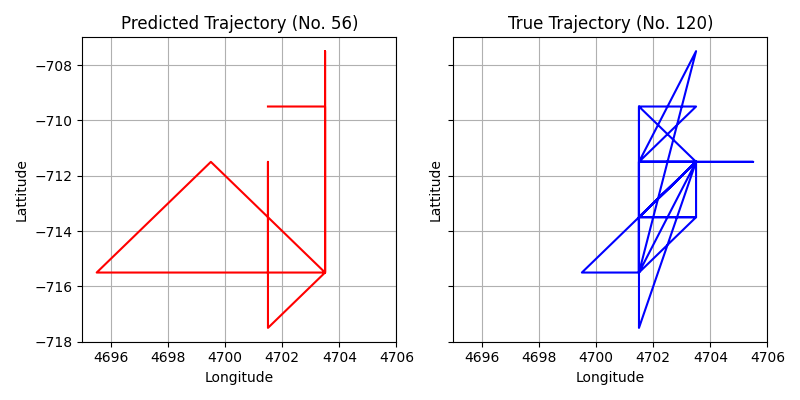 Predicted Trajectory (No. 56)
True Trajectory (No. 120)
−708
−710
−712
−714
−716
−718
Lattitude
Lattitude
4696 4698 4700 4702 4704 4706
4696 4698 4700 4702 4704 4706
Longitude
Longitude